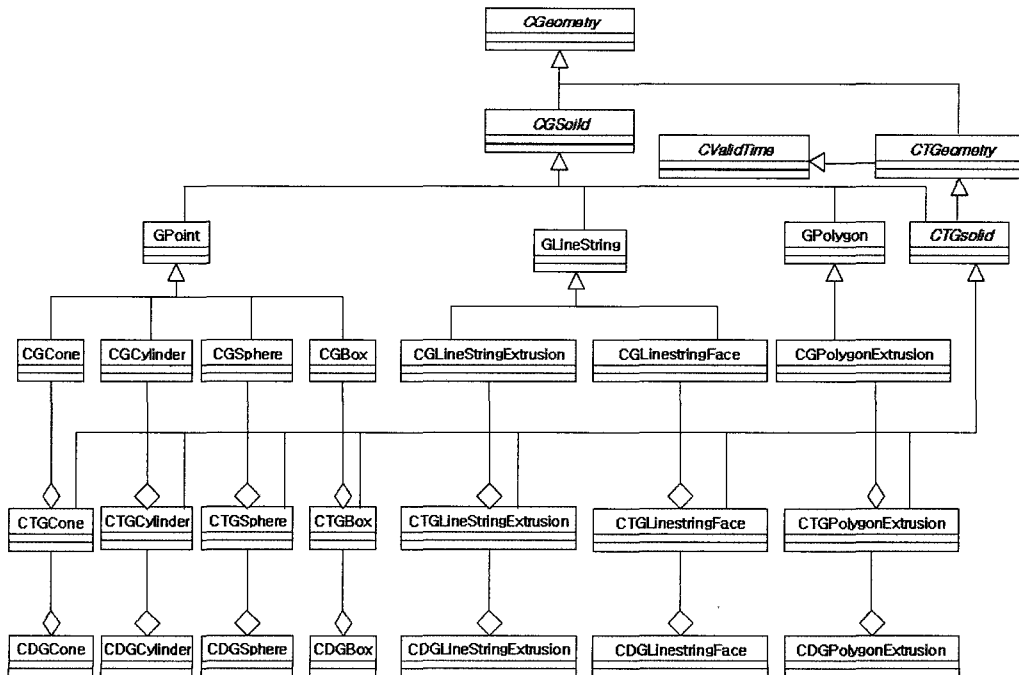 CGeometry
CGSolid
CValidTime
CTGeometry
GPoint
GLineString
GPolygon
CTGsolid
CGCone
CGCylinder
CGSphere
CGBox
CGLineStringExtrusion
CGLinestringFace
CGPolygonExtrusion
CTGCone
CTGCylinder
CTGSphere
CTGBox
CTGLineStringExtrusion
CTGLinestringFace
CTGPolygonExtrusion
CDGCone
CDGCylinder
CDGSphere
CDGBox
CDGLineStringExtrusion
CDGLinestringFace
CDGPolygonExtrusion